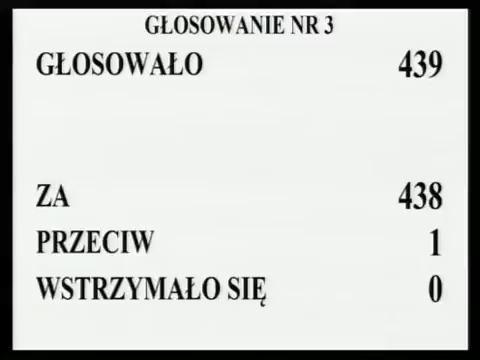 GŁOSOWANIE NR 3
GŁOSOWAŁO 439
ZA 438
PRZECIW 1
WSTRZYMAŁO SIĘ 0